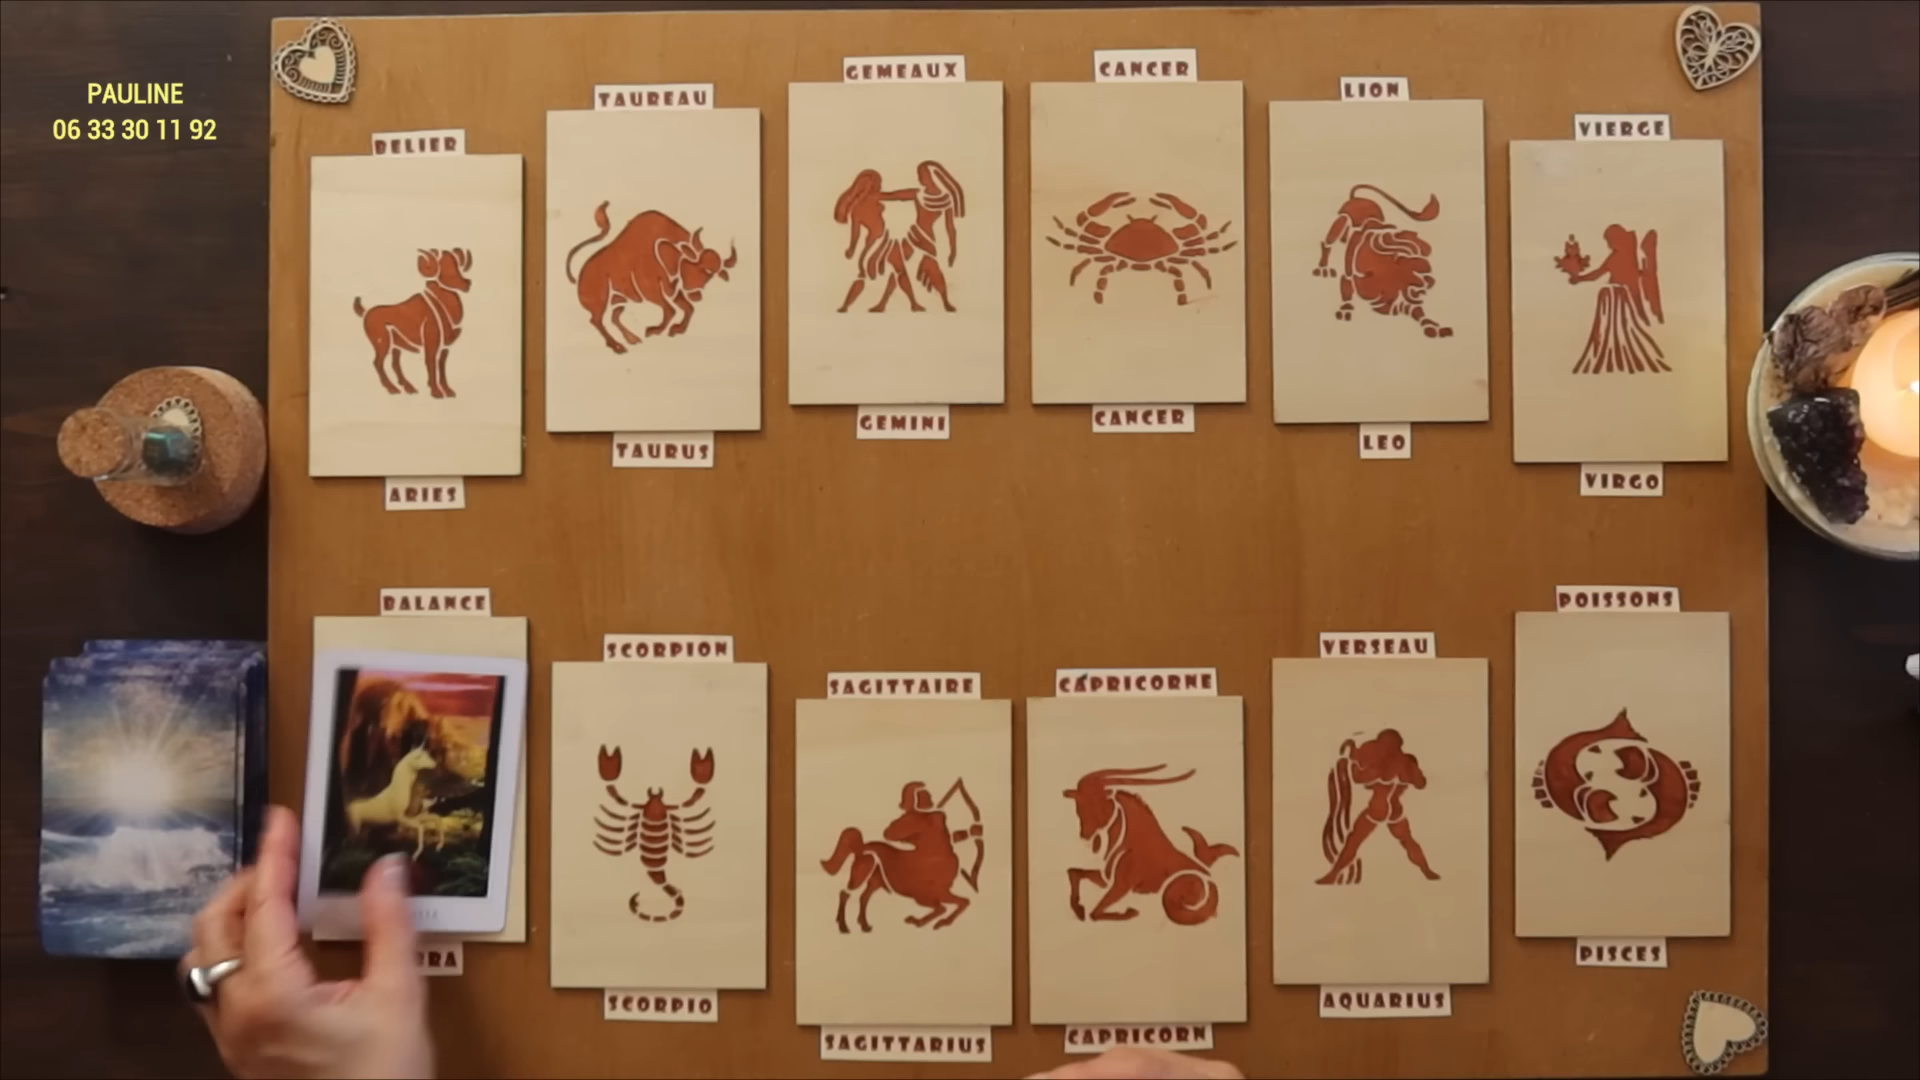 PAULINE
06 33 30 11 92
BELIER
TAUREAU
GEMEAUX
CANCER
LION
VIERGE
ARIES
TAURUS
GEMINI
CANCER
LEO
VIRGO
BALANCE
SCORPION
SAGITTAIRE
CAPRICORNE
VERSEAU
POISSONS
SCORPIO
SAGITTARIUS
CAPRICORN
AQUARIUS
PISCES